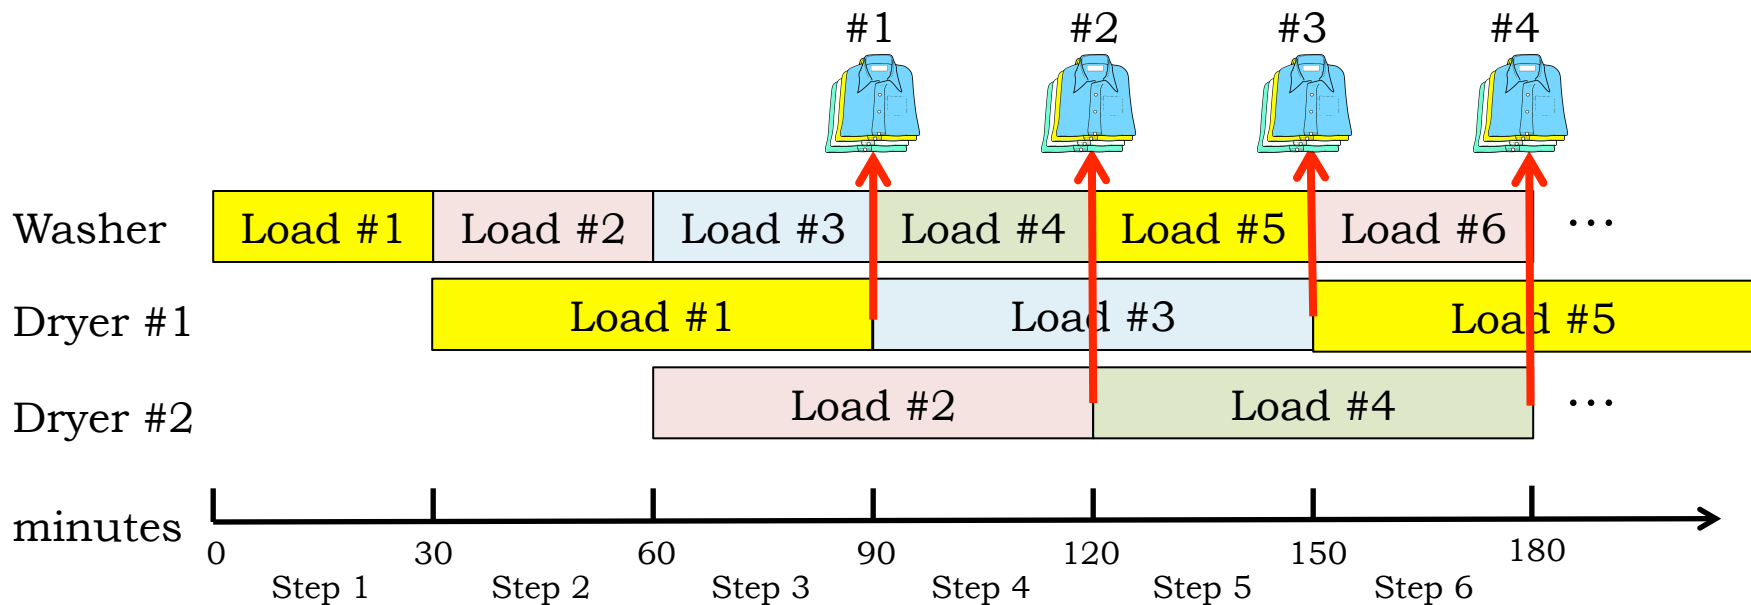 #1 #2 #3 #4
Washer Load #1 Load #2 Load #3 Load #4 Load #5 Load #6 ...
Dryer #1 Load #1 Load #3 Load #5
Dryer #2 Load #2 Load #4 ...
minutes
0 30 60 90 120 150 180
Step 1 Step 2 Step 3 Step 4 Step 5 Step 6